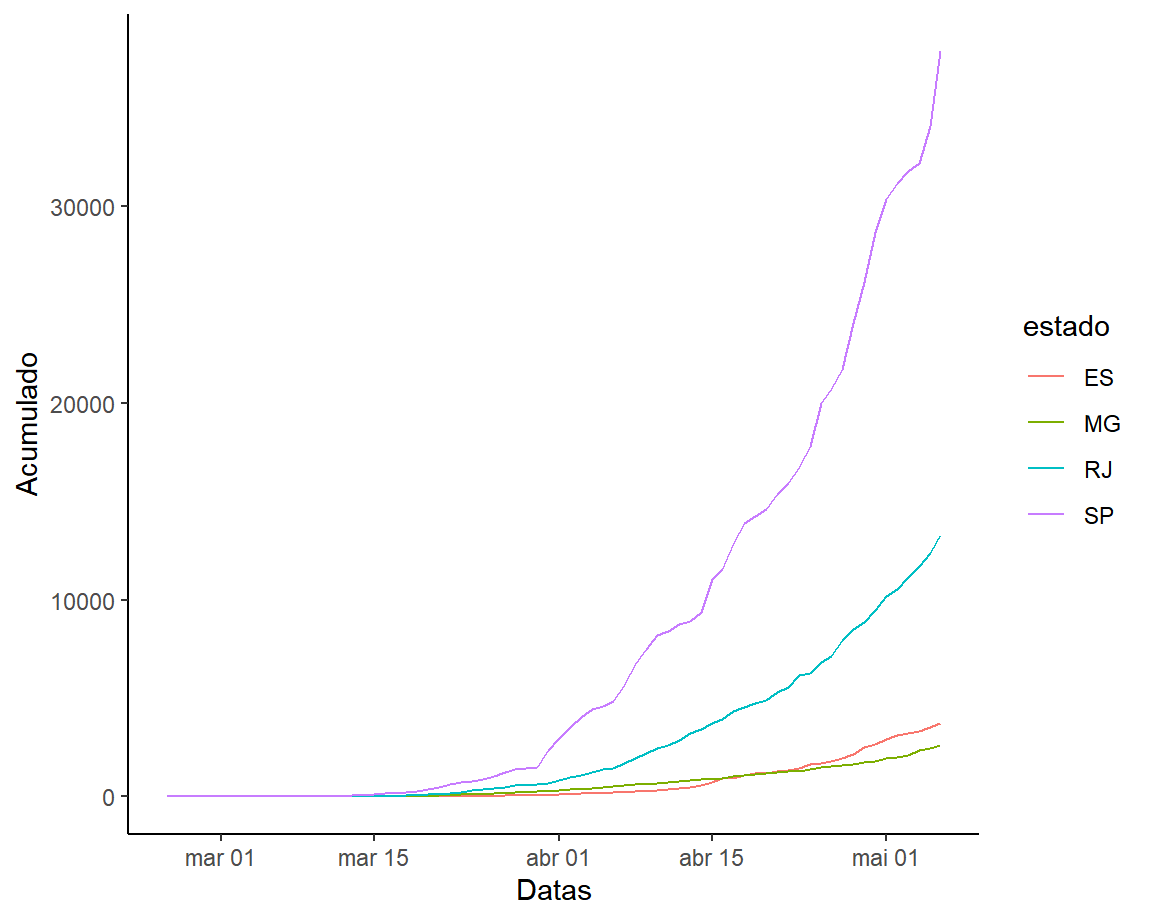 Acumulado
30000
20000
10000
0
mar 01
mar 15
abr 01
abr 15
mai 01
Datas
estado
ES
MG
RJ
SP